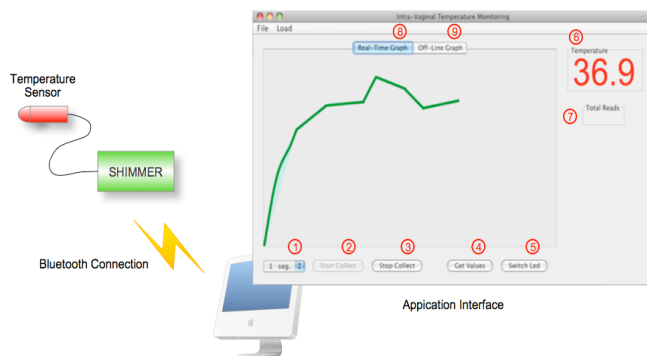 Intra-Vaginal Temperature Monitoring
File Load
8 9
Real-Time Graph Off-Line Graph
6
Temperature
36.9
7 Total Reads
Temperature
Sensor
SHIMMER
Bluetooth Connection
1 2 3 4 5
1 seg. Start Collect Stop Collect Get Values Switch Led
Appication Interface